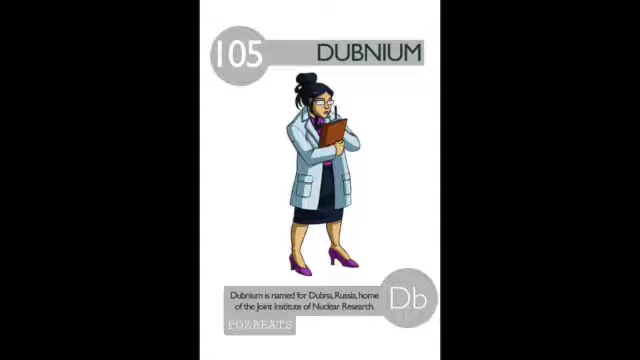 105
DUBNIUM
Dubnium is named for Dubna, Russia, home
of the Joint Institute of Nuclear Research.
Db
POZBEATS